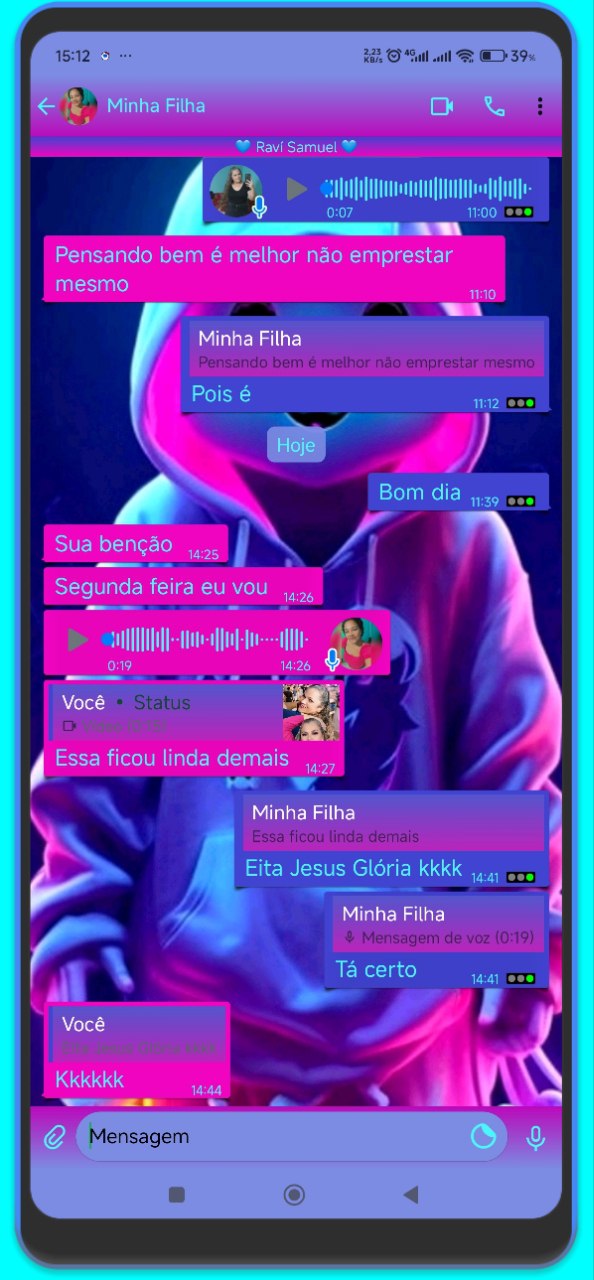 15:12
2,23 KB/s 4G 39%
Minha Filha
💙 Raví Samuel 💙
0:07 11:00
Pensando bem é melhor não emprestar
mesmo
11:10
Minha Filha
Pensando bem é melhor não emprestar mesmo
Pois é
11:12
Hoje
Bom dia 11:39
Sua benção 14:25
Segunda feira eu vou 14:26
0:19 14:26
Você • Status
Essa ficou linda demais 14:27
Minha Filha
Essa ficou linda demais
Eita Jesus Glória kkkk 14:41
Minha Filha
Mensagem de voz (0:19)
Tá certo 14:41
Você
Eita Jesus Glória kkkk
Kkkkkk 14:44
Mensagem